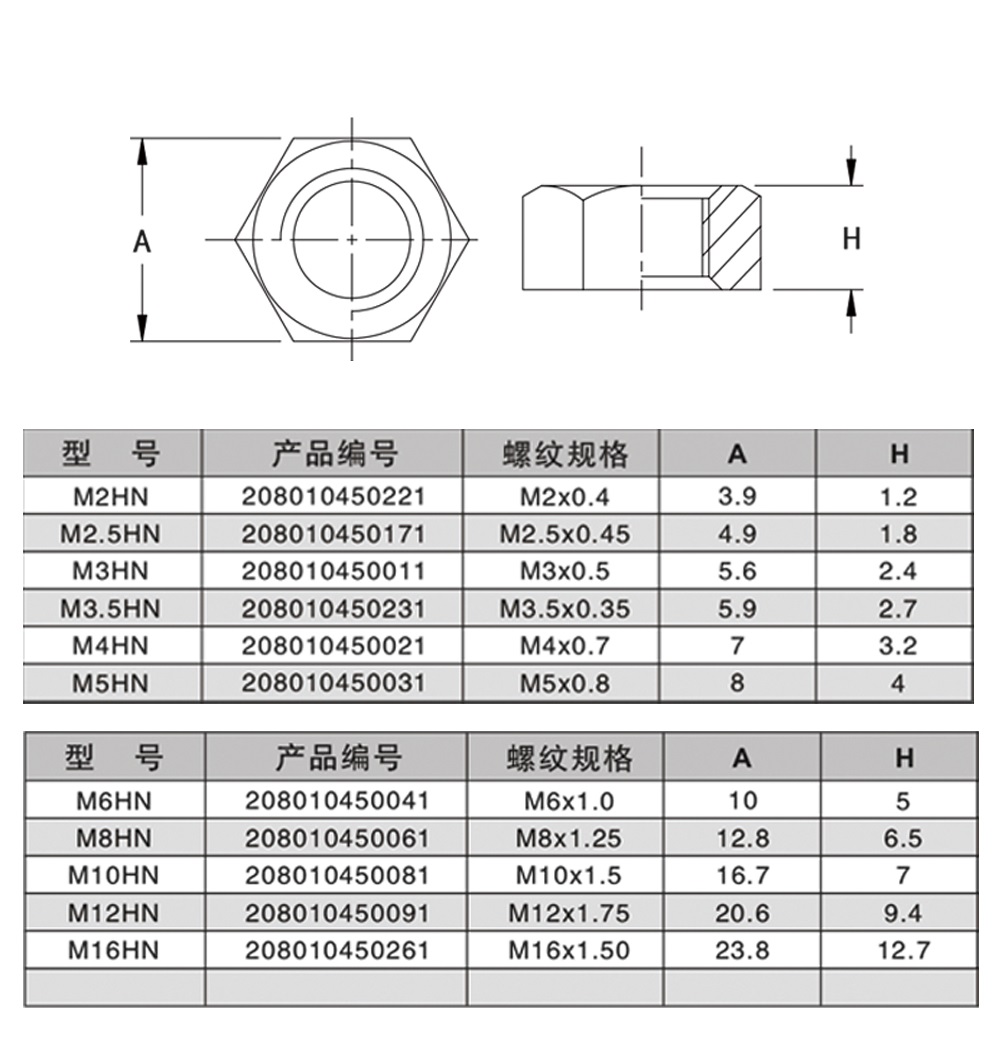 A
H
型 号 产品编号 螺纹规格 A H
M2HN 208010450221 M2x0.4 3.9 1.2
M2.5HN 208010450171 M2.5x0.45 4.9 1.8
M3HN 208010450011 M3x0.5 5.6 2.4
M3.5HN 208010450231 M3.5x0.35 5.9 2.7
M4HN 208010450021 M4x0.7 7 3.2
M5HN 208010450031 M5x0.8 8 4
型 号 产品编号 螺纹规格 A H
M6HN 208010450041 M6x1.0 10 5
M8HN 208010450061 M8x1.25 12.8 6.5
M10HN 208010450081 M10x1.5 16.7 7
M12HN 208010450091 M12x1.75 20.6 9.4
M16HN 208010450261 M16x1.50 23.8 12.7